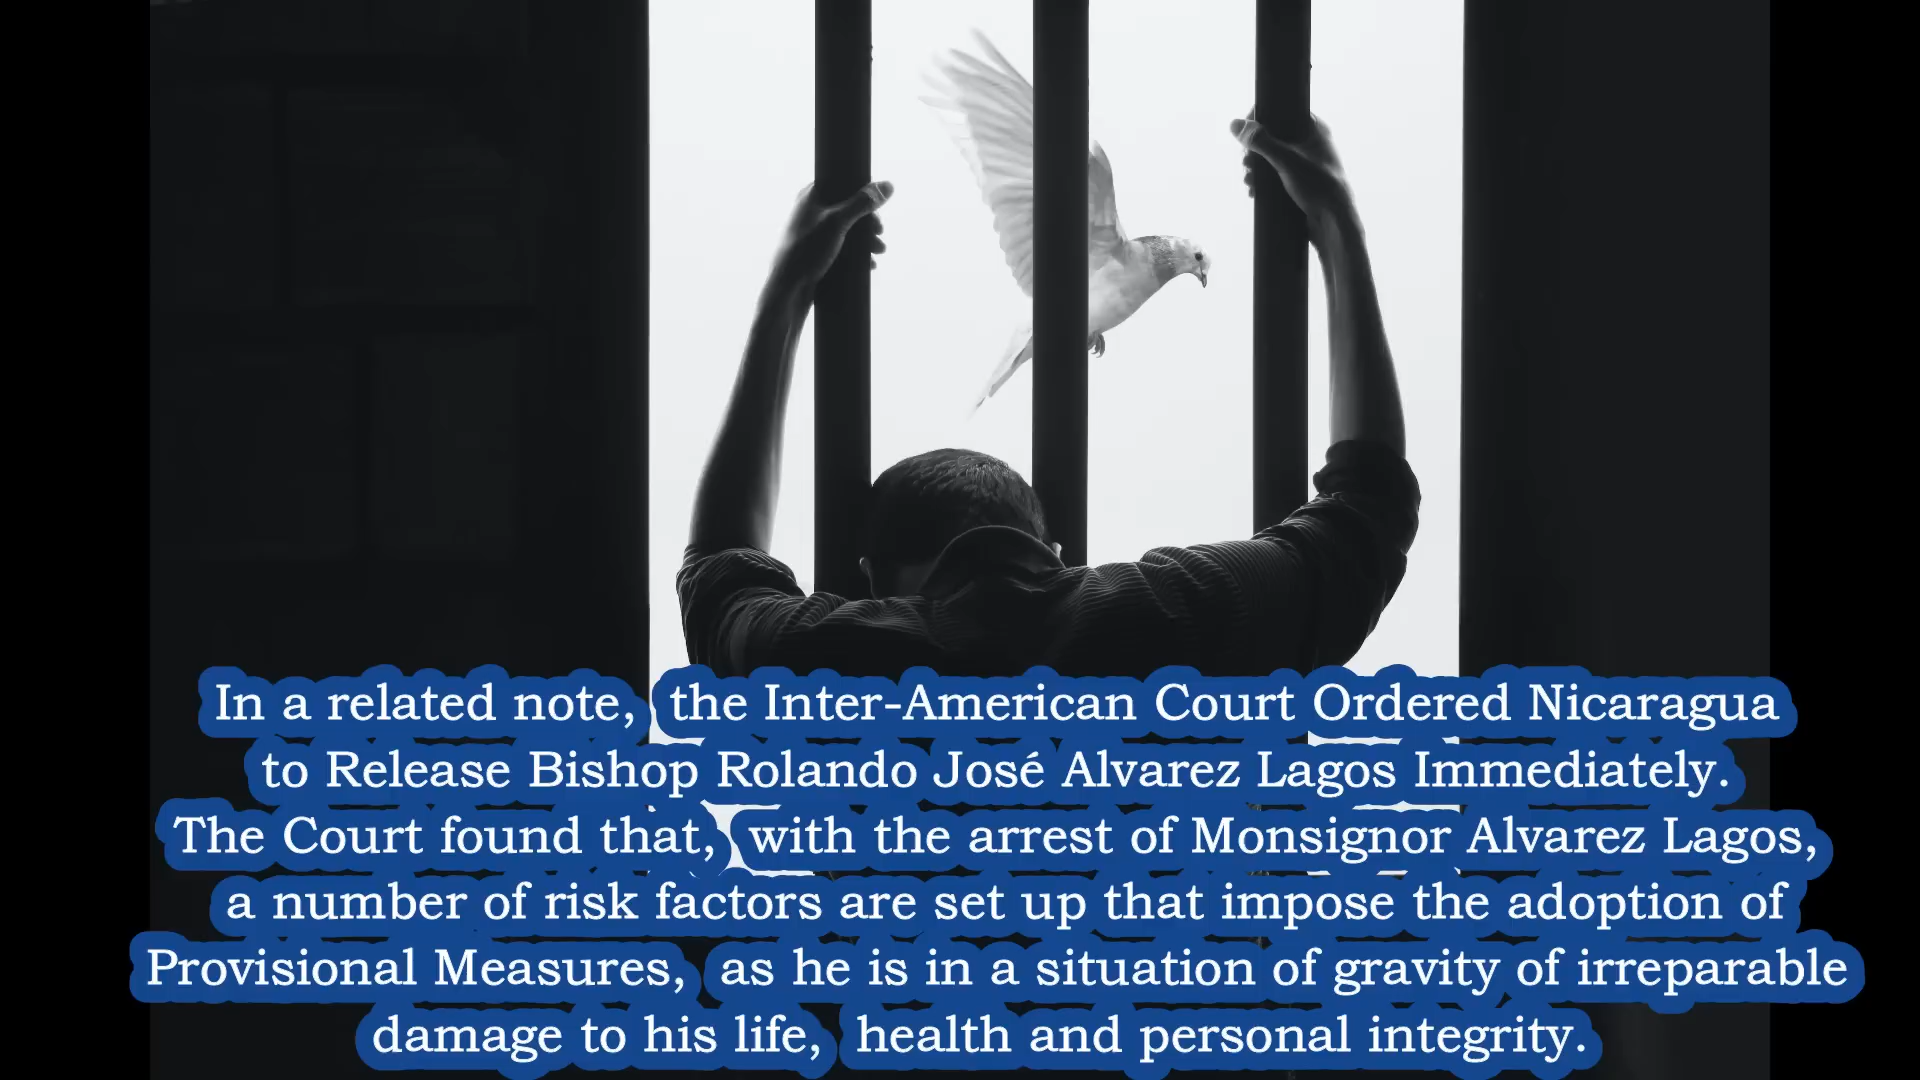 In a related note, the Inter-American Court Ordered Nicaragua
to Release Bishop Rolando José Alvarez Lagos Immediately.
The Court found that, with the arrest of Monsignor Alvarez Lagos,
a number of risk factors are set up that impose the adoption of
Provisional Measures, as he is in a situation of gravity of irreparable
damage to his life, health and personal integrity.